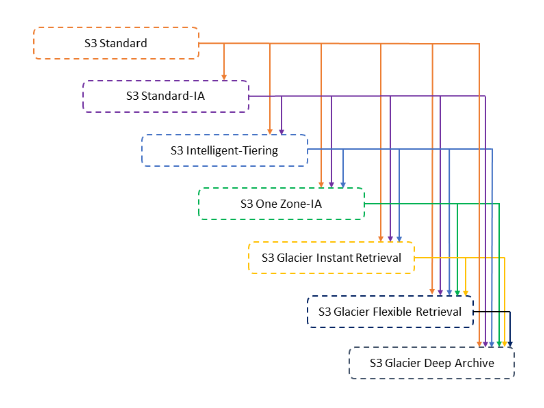 S3 Standard
S3 Standard-IA
S3 Intelligent-Tiering
S3 One Zone-IA
S3 Glacier Instant Retrieval
S3 Glacier Flexible Retrieval
S3 Glacier Deep Archive